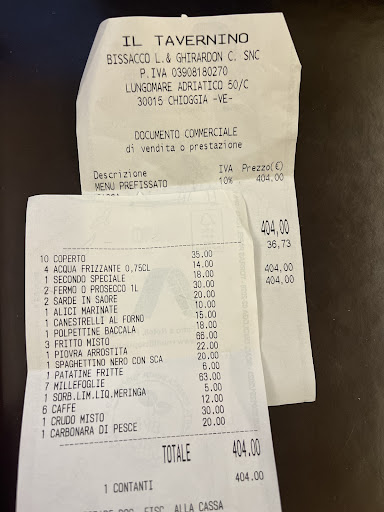 IL TAVERNINO
BISSACCO L.& GHIRARDON C. SNC
P.IVA 03908180270
LUNGOMARE ADRIATICO 50/C
30015 CHIOGGIA -VE-
DOCUMENTO COMMERCIALE
di vendita o prestazione
Descrizione IVA Prezzo(€)
MENU PREFISSATO 10% 404,00
404,00
36,73
404,00
404,00
10 COPERTO 35.00
4 ACQUA FRIZZANTE 0,75CL 14.00
1 SECONDO SPECIALE 18.00
2 FERMO O PROSECCO 1L 30.00
2 SARDE IN SAORE 20.00
1 ALICI MARINATE 10.00
1 CANESTRELLI AL FORNO 15.00
1 POLPETTINE BACCALA 18.00
3 FRITTO MISTO 66.00
1 PIOVRA ARROSTITA 22.00
1 SPAGHETTINO NERO CON SCA 20.00
1 PATATINE FRITTE 6.00
7 MILLEFOGLIE 63.00
1 SORB.LIM.LIQ.MERINGA 5.00
6 CAFFE 12.00
1 CRUDO MISTO 30.00
1 CARBONARA DI PESCE 20.00
TOTALE 404.00
1 CONTANTI 404.00
FISC. ALLA CASSA